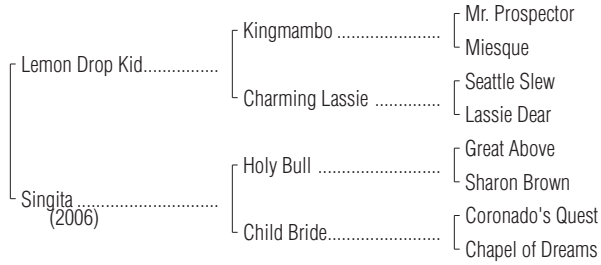 Mr. Prospector
Kingmambo ....................
Miesque
Lemon Drop Kid...............
Seattle Slew
Charming Lassie .............
Lassie Dear
Great Above
Holy Bull ........................
Sharon Brown
Singita ............................
(2006)
Coronado's Quest
Child Bride......................
Chapel of Dreams